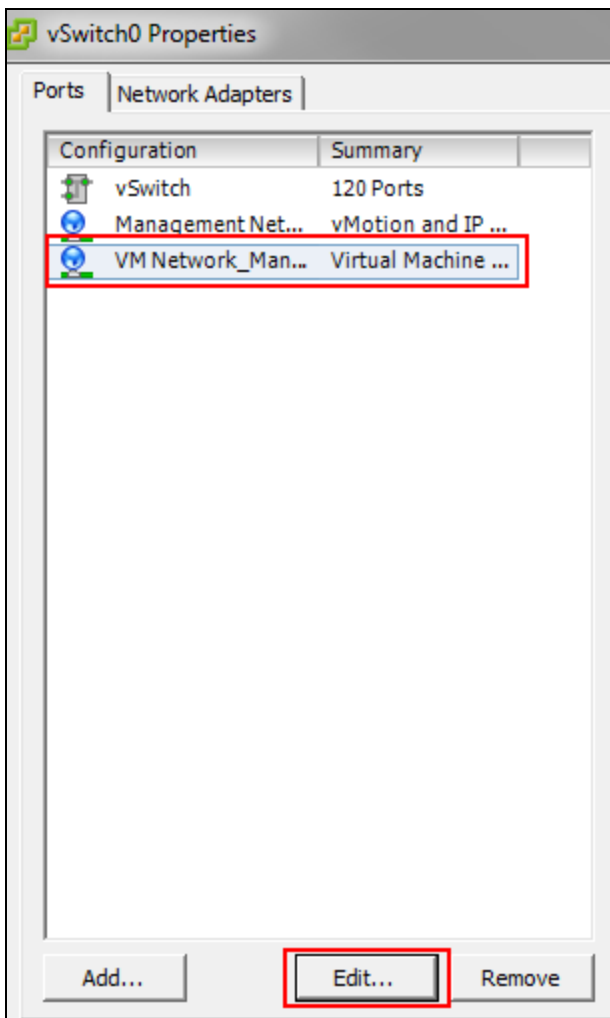 vSwitch0 Properties
Ports Network Adapters
Configuration Summary
vSwitch 120 Ports
Management Net... vMotion and IP ...
VM Network_Man... Virtual Machine ...
Add... Edit... Remove